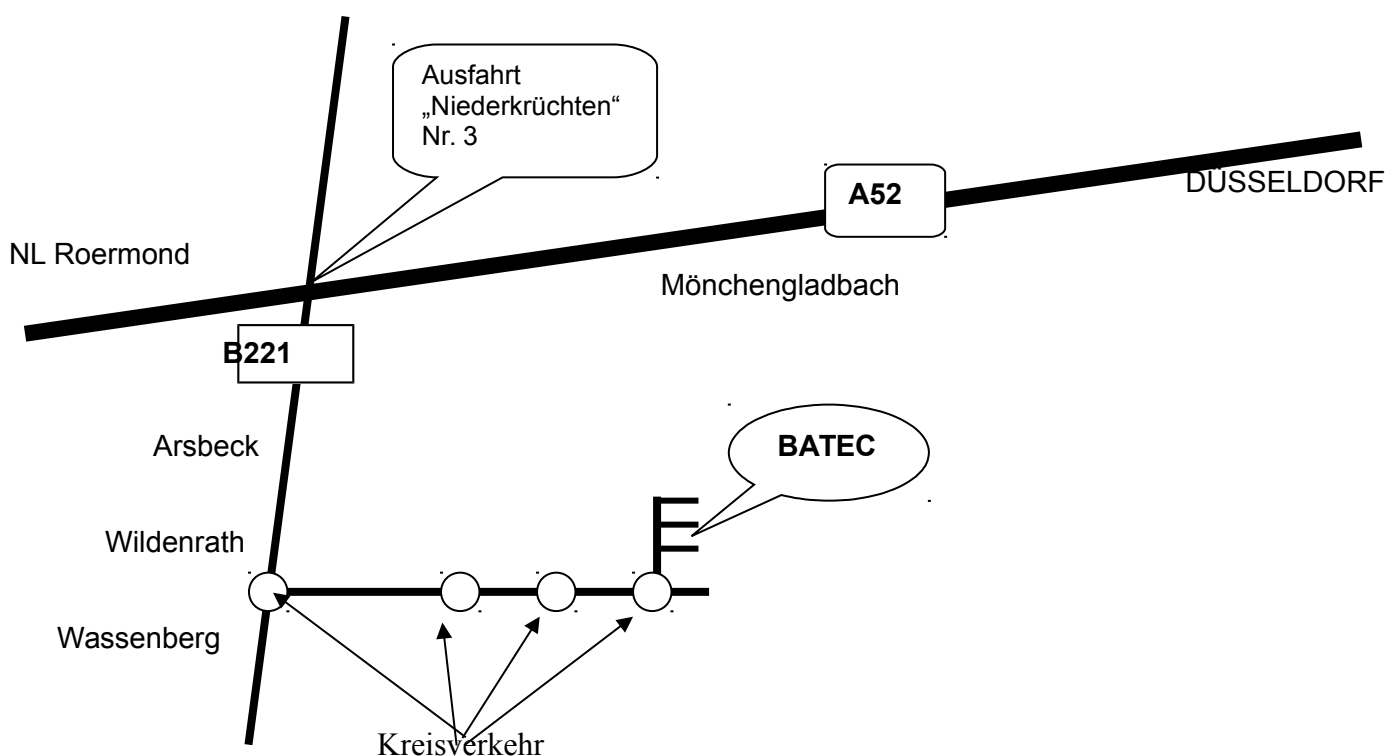 Ausfahrt
„Niederkrüchten“
Nr. 3
A52
DÜSSELDORF
NL Roermond
Mönchengladbach
B221
Arsbeck
BATEC
Wildenrath
Wassenberg
Kreisverkehr